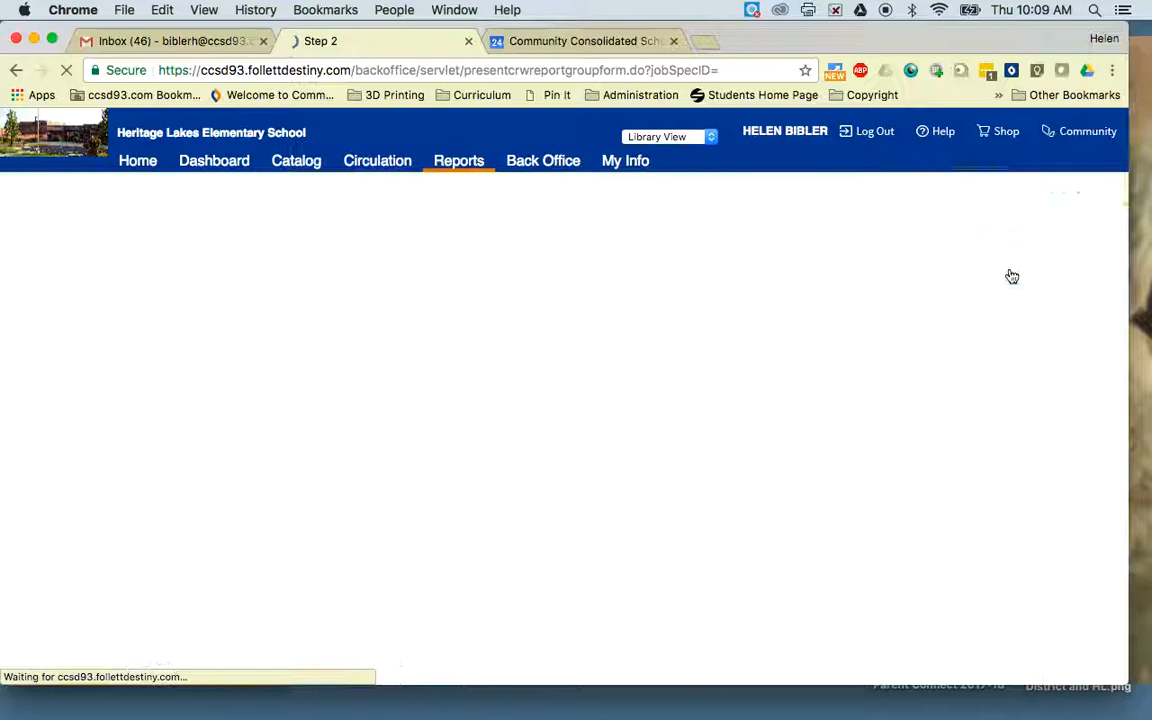 Chrome File Edit View History Bookmarks People Window Help Thu 10:09 AM
Inbox (46) - biblerh@ccsd93. Step 2 24 Community Consolidated Sch Helen
Secure https://ccsd93.follettdestiny.com/backoffice/servlet/presentcrwreportgroupform.do?jobSpecID= NEW ABP 1
Apps ccsd93.com Bookm... Welcome to Comm... 3D Printing Curriculum Pin It Administration Students Home Page Copyright » Other Bookmarks
Heritage Lakes Elementary School Library View HELEN BIBLER Log Out Help Shop Community
Home Dashboard Catalog Circulation Reports Back Office My Info
Waiting for ccsd93.follettdestiny.com...
Parent Connect 2017-18 District and HL.png